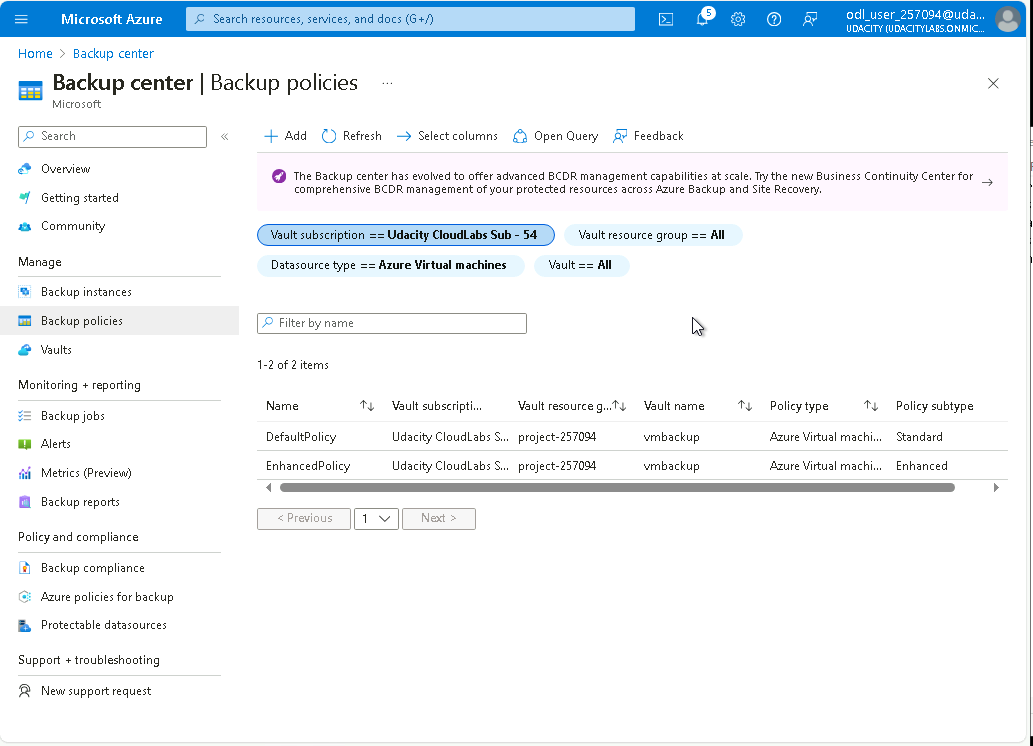 Microsoft Azure
Search resources, services, and docs (G+/)
5
odl_user_257094@uda...
UDACITY (UDACITYLABS.ONMIC...
Home > Backup center
Backup center | Backup policies ...
Microsoft
Search
«
Overview
Getting started
Community
Manage
Backup instances
Backup policies
Vaults
Monitoring + reporting
Backup jobs
Alerts
Metrics (Preview)
Backup reports
Policy and compliance
Backup compliance
Azure policies for backup
Protectable datasources
Support + troubleshooting
New support request
Add Refresh Select columns Open Query Feedback
The Backup center has evolved to offer advanced BCDR management capabilities at scale. Try the new Business Continuity Center for
comprehensive BCDR management of your protected resources across Azure Backup and Site Recovery.
Vault subscription == Udacity CloudLabs Sub - 54 Vault resource group == All
Datasource type == Azure Virtual machines Vault == All
Filter by name
1-2 of 2 items
Name Vault subscripti... Vault resource g... Vault name Policy type Policy subtype
DefaultPolicy Udacity CloudLabs S... project-257094 vmbackup Azure Virtual machi... Standard
EnhancedPolicy Udacity CloudLabs S... project-257094 vmbackup Azure Virtual machi... Enhanced
< Previous 1 Next >